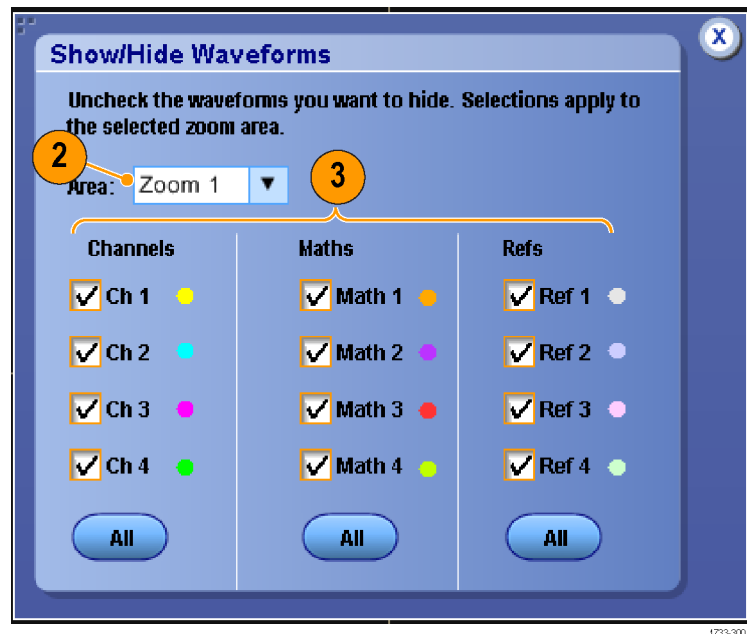 X
Show/Hide Waveforms
Uncheck the waveforms you want to hide. Selections apply to
the selected zoom area.
2
Area: Zoom 1
3
Channels Maths Refs
Ch 1 Math 1 Ref 1
Ch 2 Math 2 Ref 2
Ch 3 Math 3 Ref 3
Ch 4 Math 4 Ref 4
All All All
1733-300